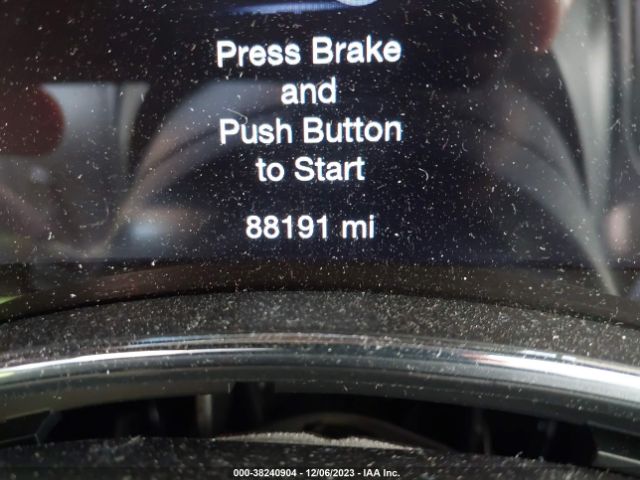 Press Brake
and
Push Button
to Start
88191 mi
000-38240904 - 12/06/2023 - IAA Inc.